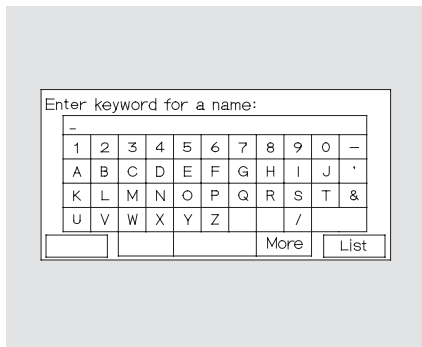 Enter keyword for a name:
_
1 2 3 4 5 6 7 8 9 0 –
A B C D E F G H I J '
K L M N O P Q R S T &
U V W X Y Z /
More List